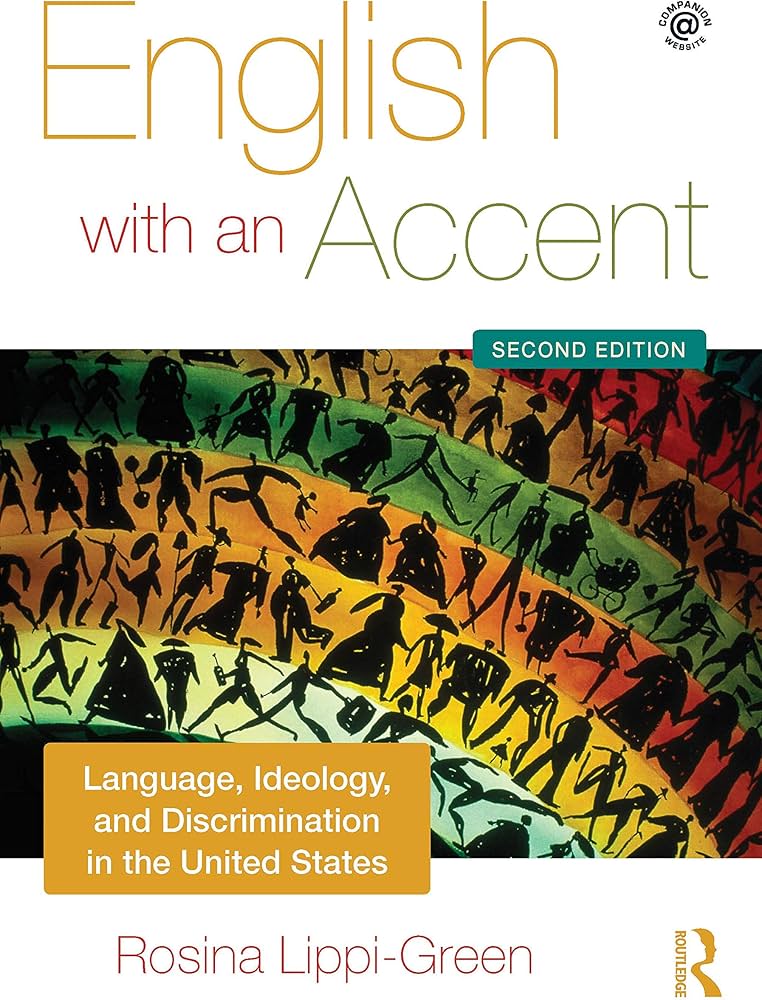 COMPANION
@
WEBSITE
English
with an Accent
SECOND EDITION
Language, Ideology,
and Discrimination
in the United States
Rosina Lippi-Green
ROUTLEDGE